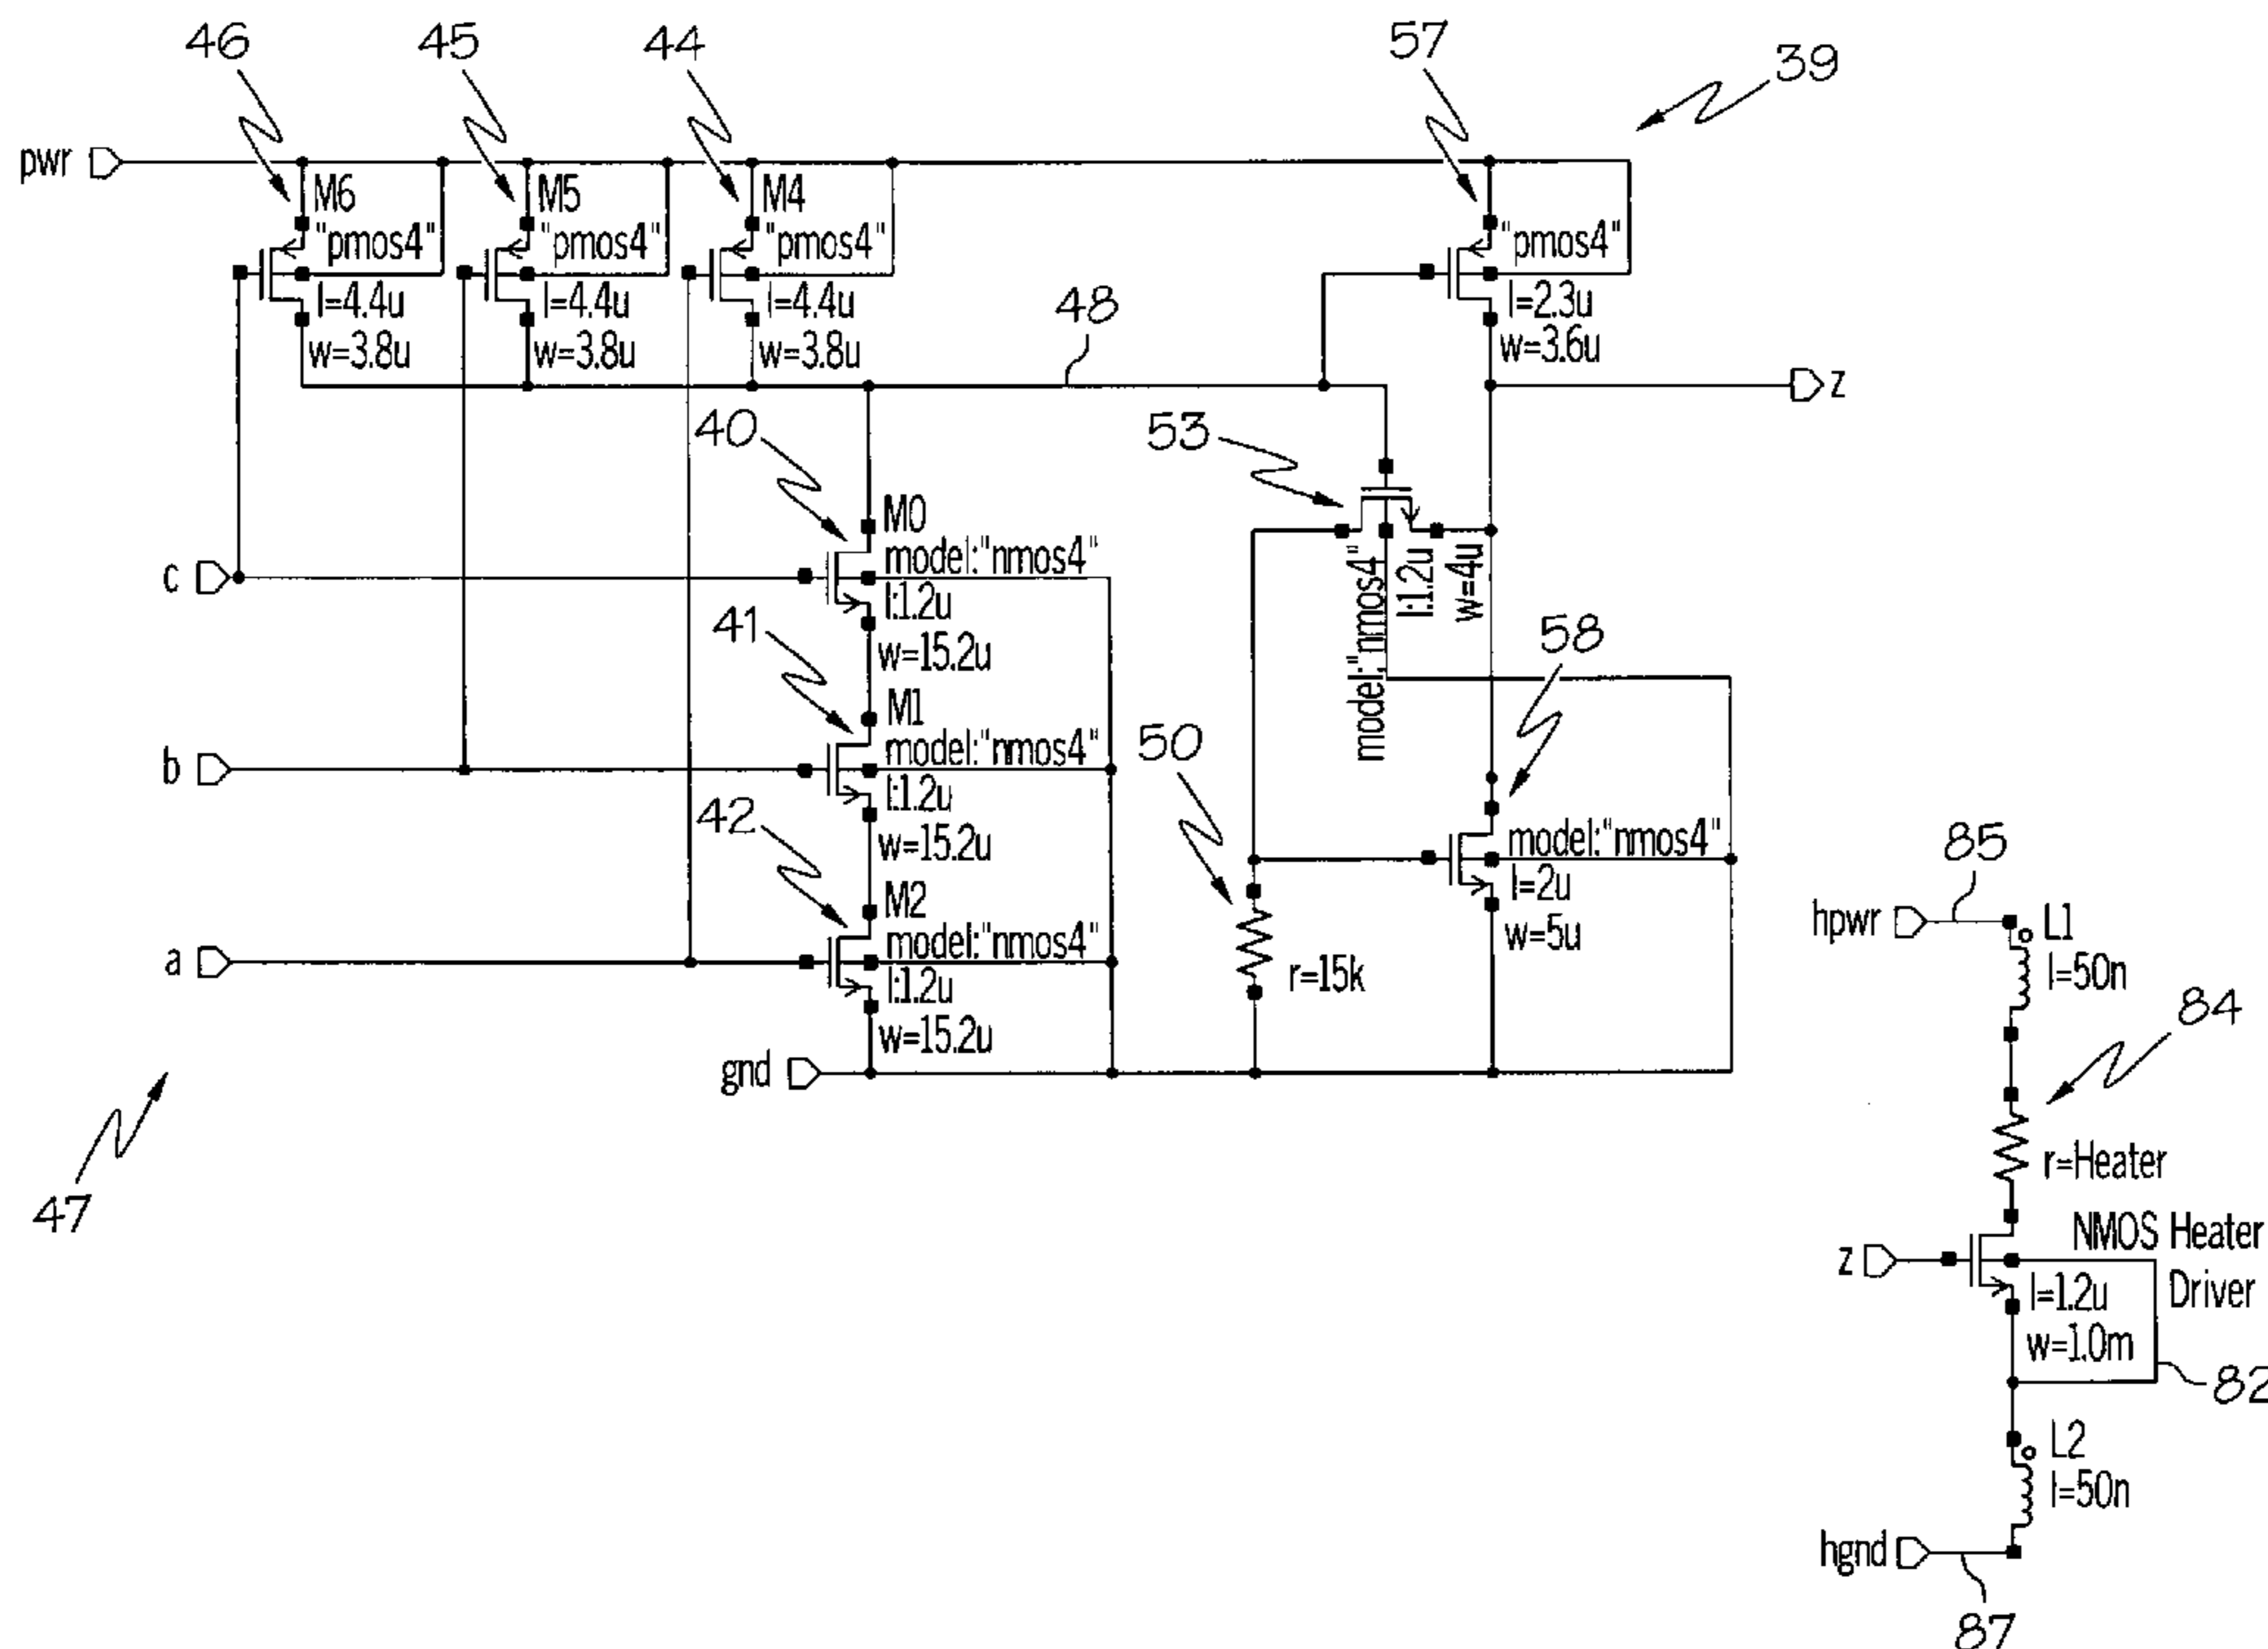 46
45
44
57
39
pwr
M6
M5
M4
"pmos4"
"pmos4"
"pmos4"
"pmos4"
l=4.4u
l=4.4u
l=4.4u
l=2.3u
w=3.8u
w=3.8u
w=3.8u
w=3.6u
48
z
40
53
M0
model:"nmos4"
l:1.2u
w=15.2u
c
41
M1
model:"nmos4"
l:1.2u
w=15.2u
b
42
M2
model:"nmos4"
l:1.2u
w=15.2u
a
model:"nmos4"
l:1.2u
w=4u
58
50
model:"nmos4"
l=2u
w=5u
r=15k
gnd
47
85
hpwr
L1
l=50n
84
r=Heater
NMOS Heater
Driver
z
l=1.2u
w=1.0m
82
L2
l=50n
hgnd
87